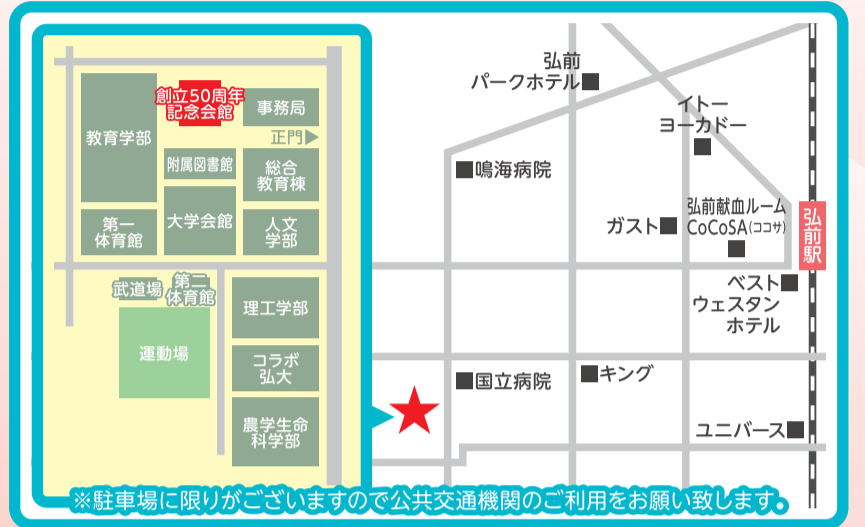 創立50周年
記念会館
事務局
教育学部
正門▶
附属図書館
総合
教育棟
大学会館
第一
体育館
人文
学部
武道場
第二
体育館
理工学部
運動場
コラボ
弘大
農学生命
科学部
弘前
パークホテル
イトー
ヨーカドー
鳴海病院
ガスト
弘前献血ルーム
CoCoSA(ココサ)
弘前駅
ベスト
ウェスタン
ホテル
国立病院
キング
ユニバース
※駐車場に限りがございますので公共交通機関のご利用をお願い致します。